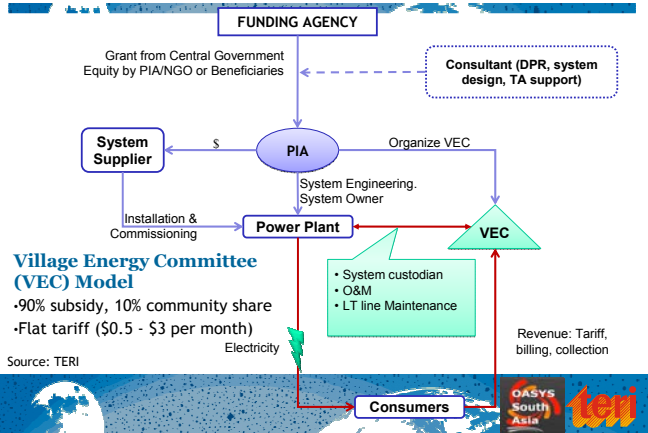 FUNDING AGENCY
Grant from Central Government
Equity by PIA/NGO or Beneficiaries
Consultant (DPR, system
design, TA support)
System
Supplier
$
PIA
Organize VEC
System Engineering.
System Owner
Installation &
Commissioning
Power Plant
VEC
Village Energy Committee
(VEC) Model
•90% subsidy, 10% community share
•Flat tariff ($0.5 - $3 per month)
• System custodian
• O&M
• LT line Maintenance
Electricity
Revenue: Tariff,
billing, collection
Source: TERI
Consumers
OASYS
South
Asia
teri